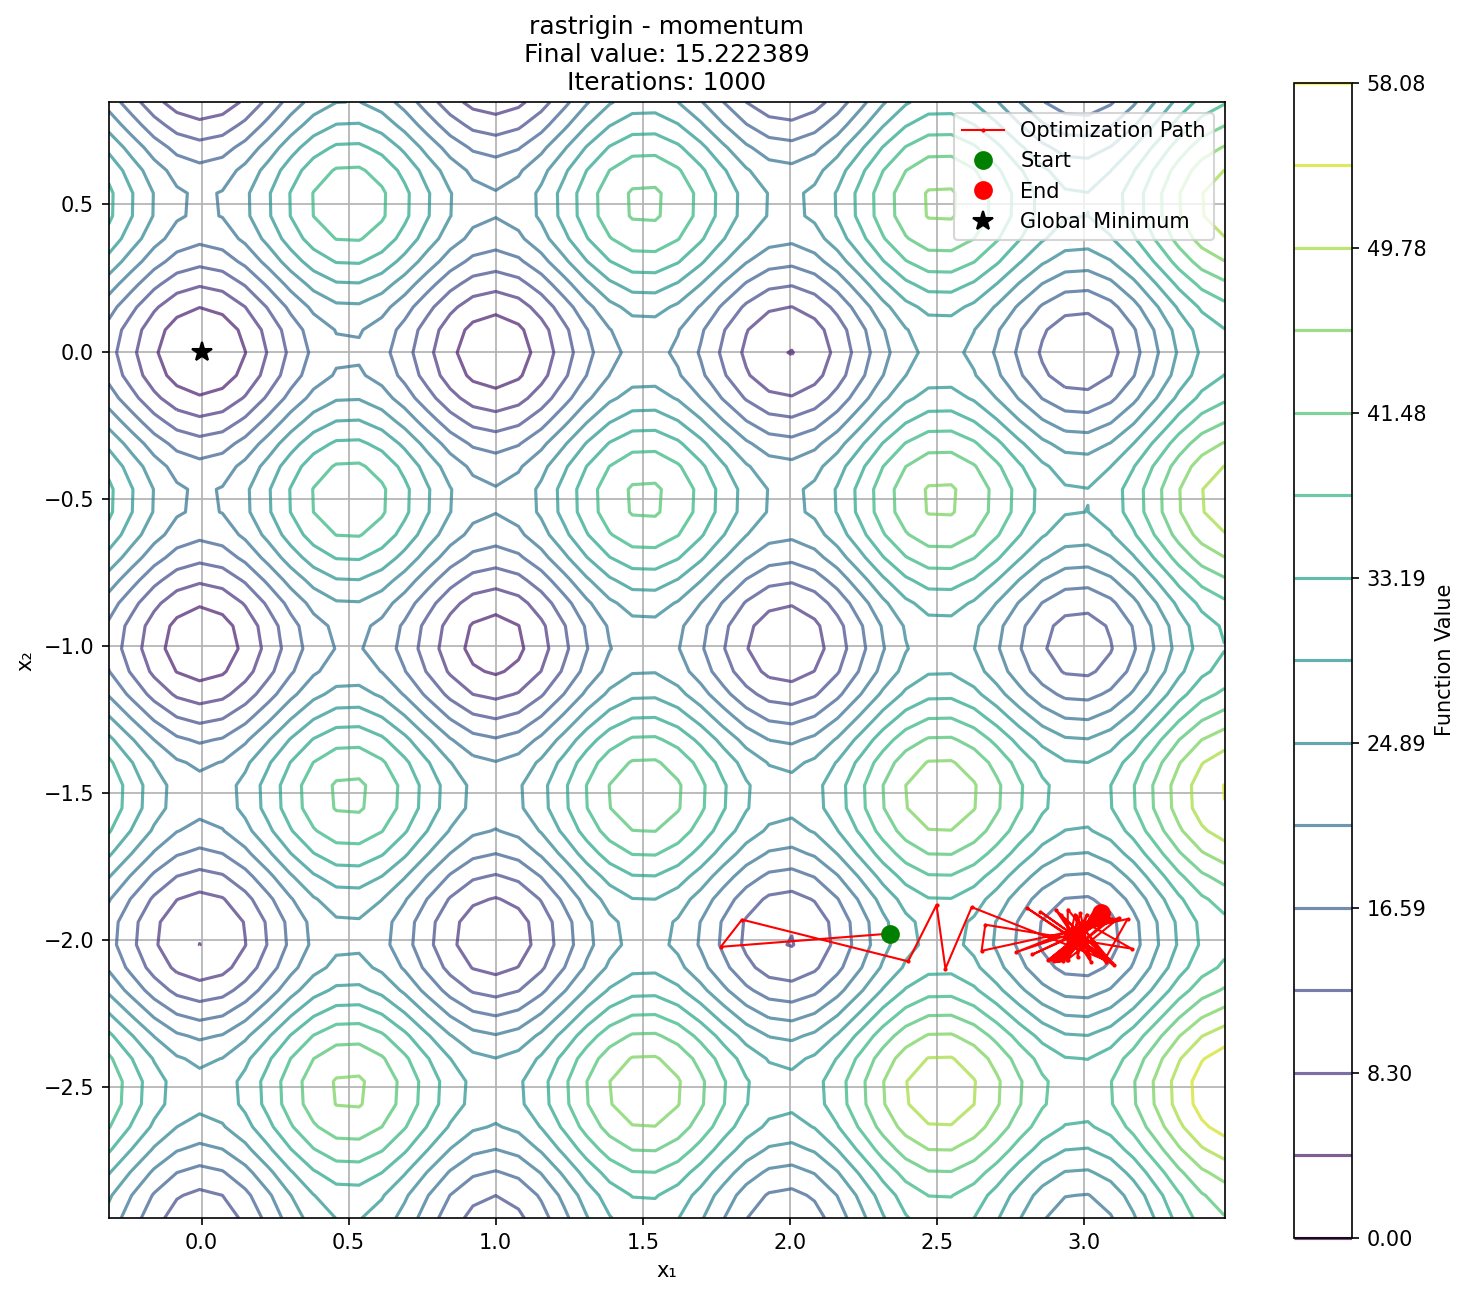 rastrigin - momentum
Final value: 15.222389
Iterations: 1000
Optimization Path
Start
End
Global Minimum
0.5
0.0
−0.5
−1.0
−1.5
−2.0
−2.5
x₂
0.0 0.5 1.0 1.5 2.0 2.5 3.0
x₁
58.08
49.78
41.48
33.19
24.89
16.59
8.30
0.00
Function Value